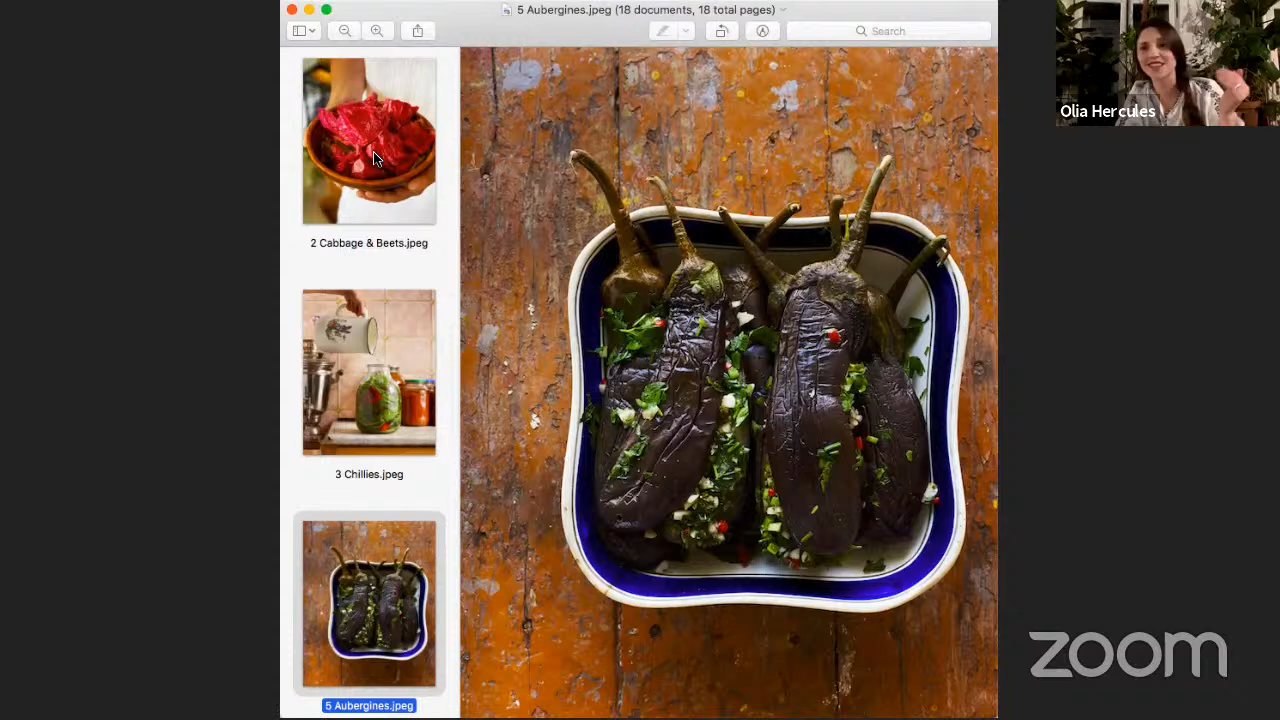 5 Aubergines.jpeg (18 documents, 18 total pages)
Search
2 Cabbage & Beets.jpeg
3 Chillies.jpeg
5 Aubergines.jpeg
Olia Hercules
zoom